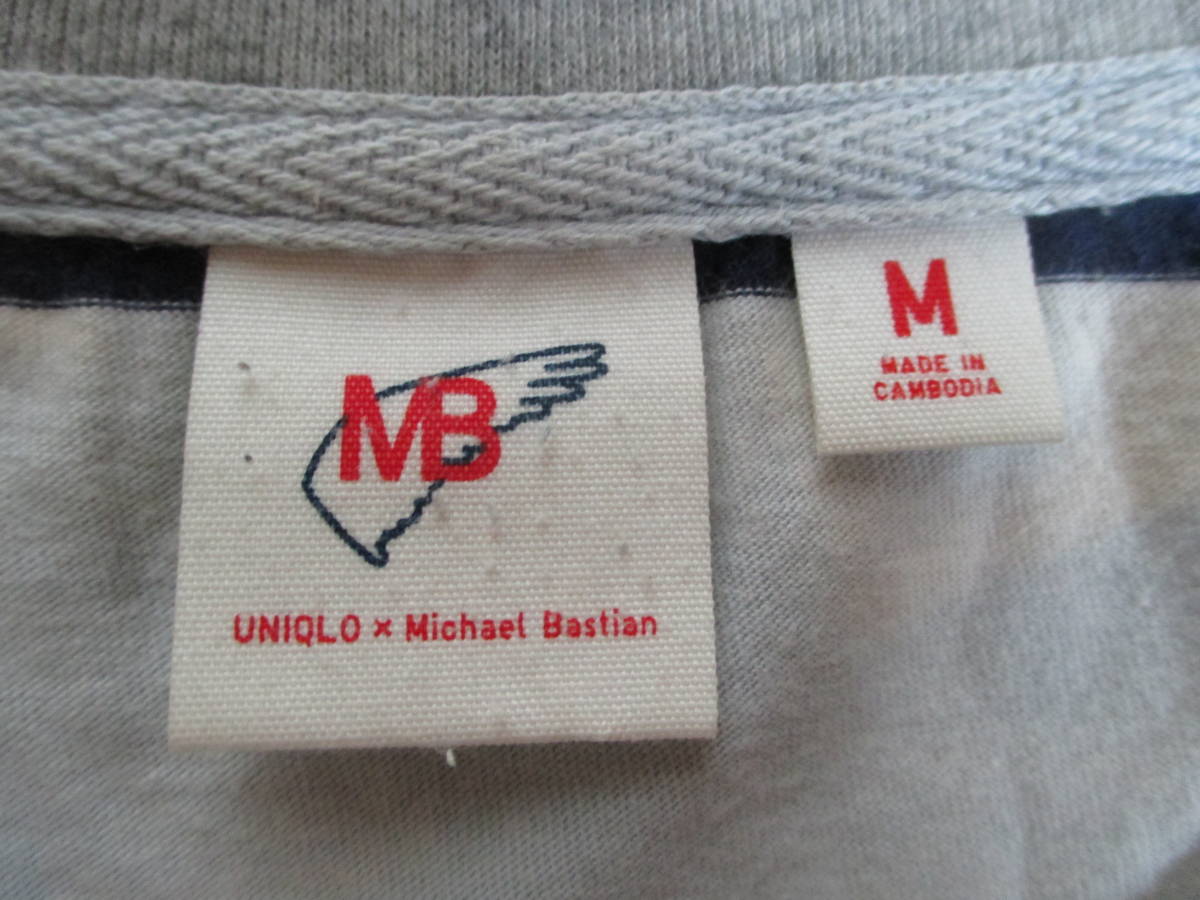 MB
UNIQLO × Michael Bastian
M
MADE IN
CAMBODIA